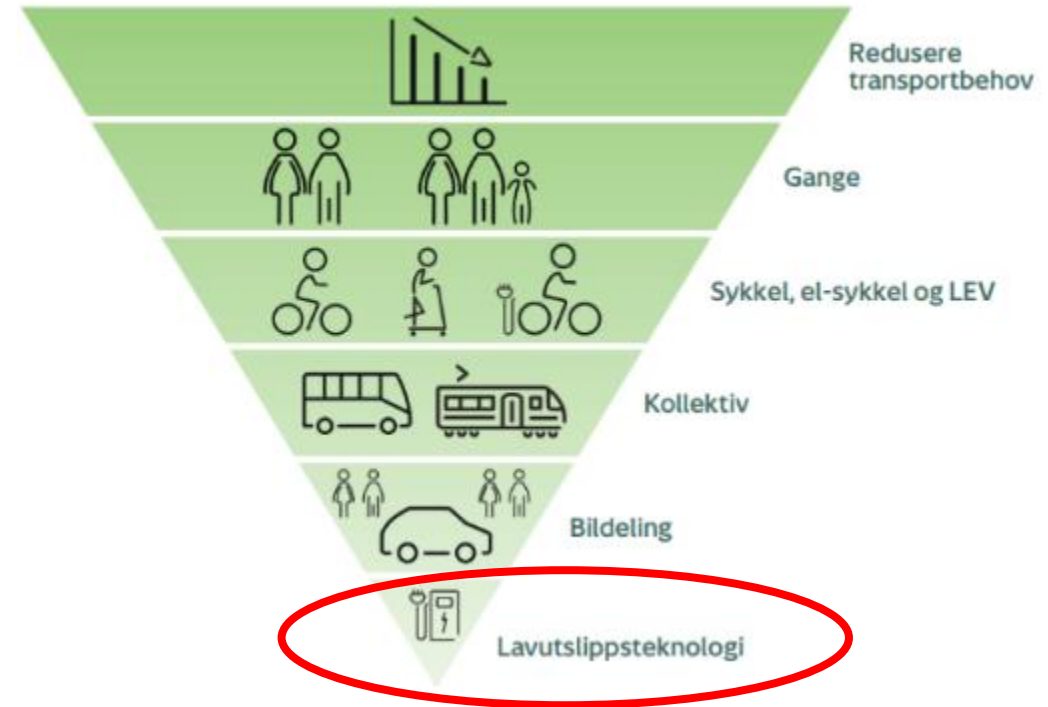 Redusere
transportbehov
Gange
Sykkel, el-sykkel og LEV
Kollektiv
Bildeling
Lavutslippsteknologi